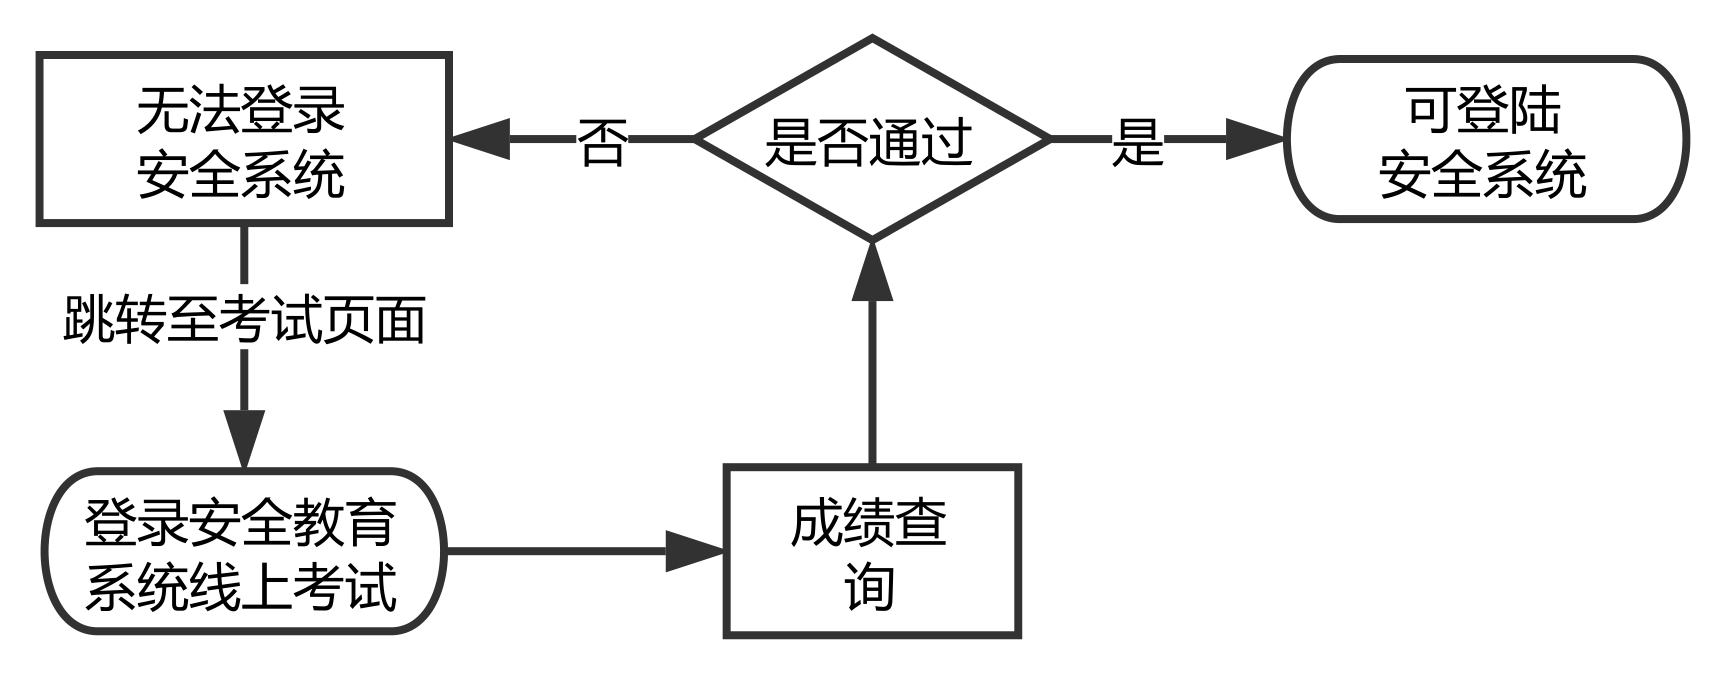 无法登录
安全系统
否
是否通过
是
可登陆
安全系统
跳转至考试页面
登录安全教育
系统线上考试
成绩查
询